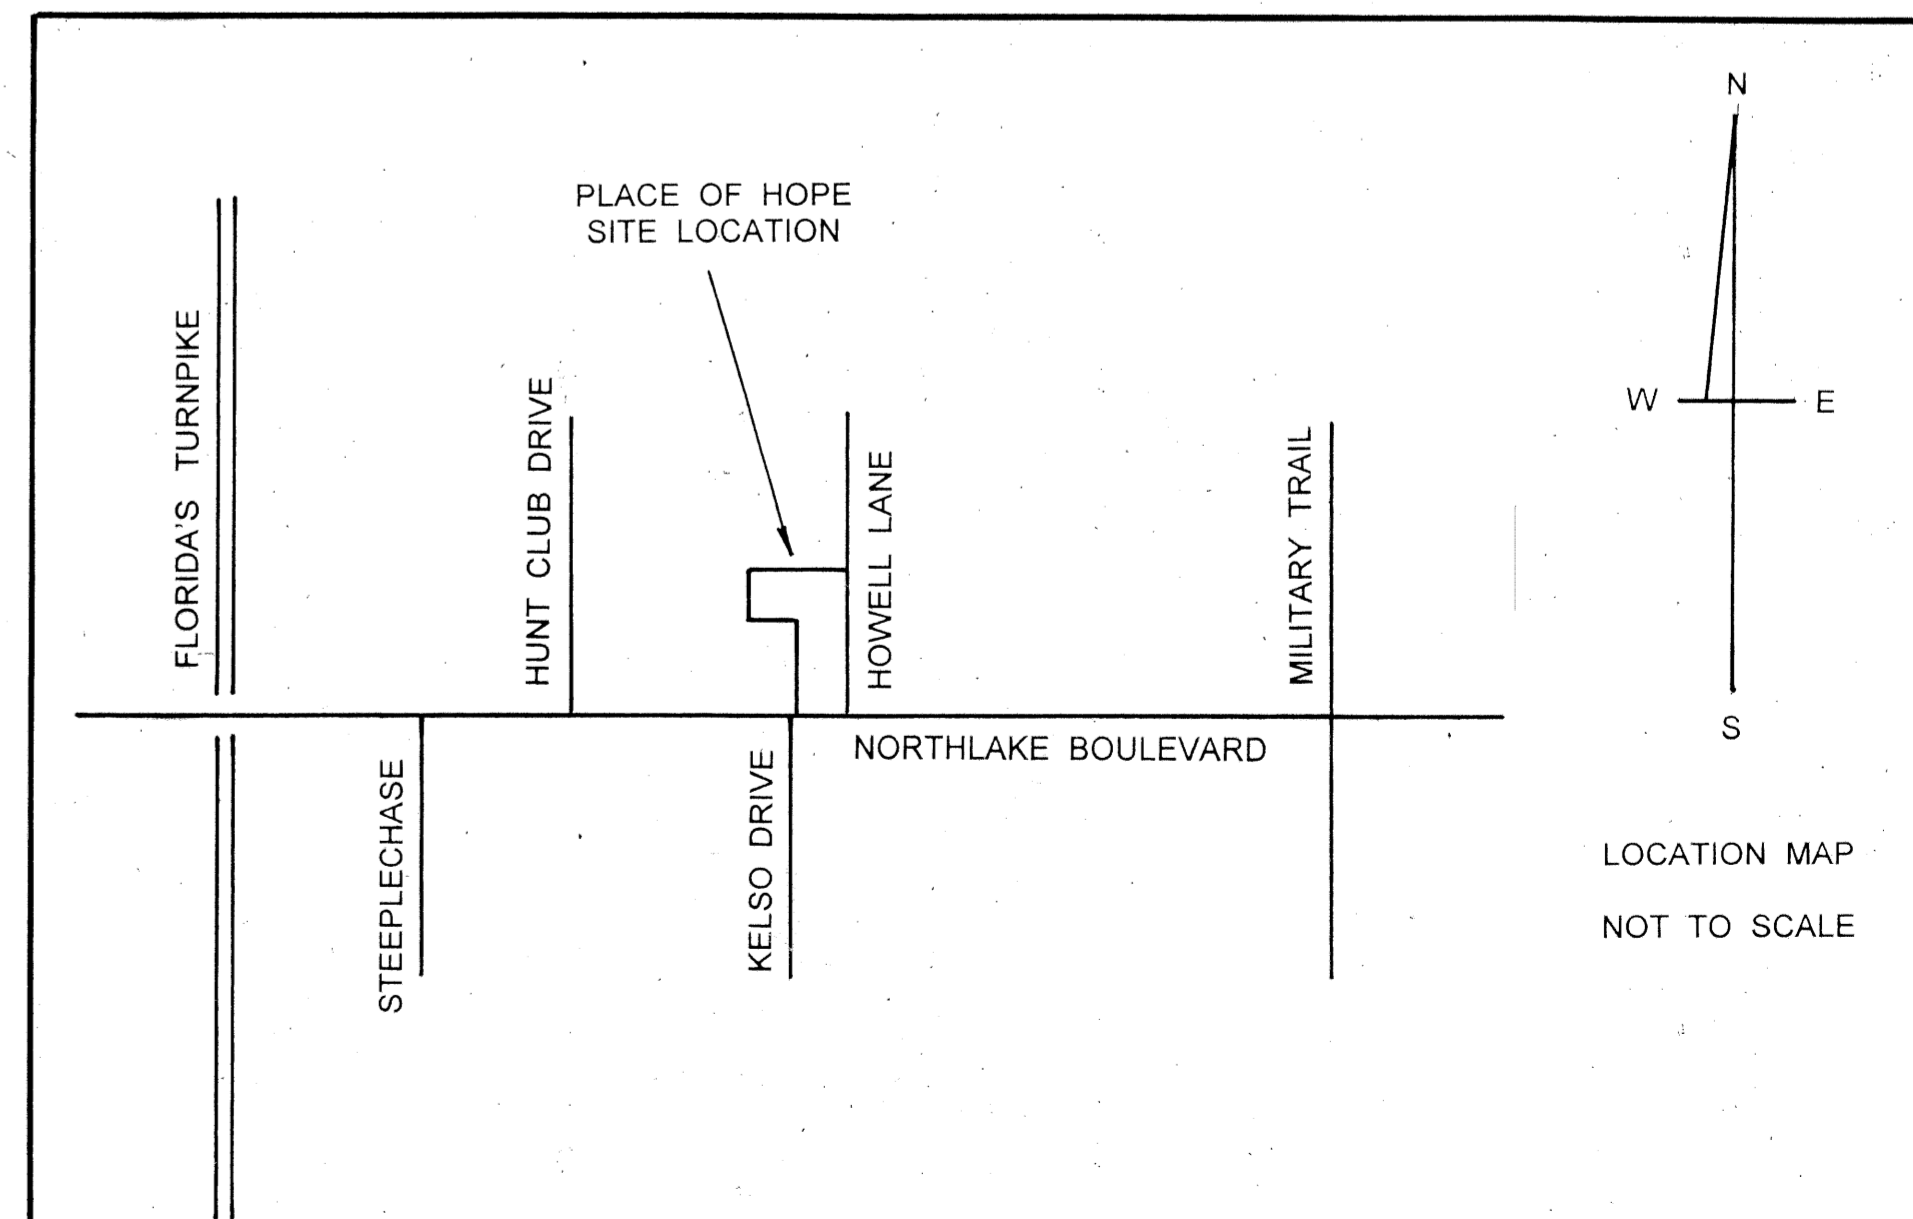 N
PLACE OF HOPE
SITE LOCATION
FLORIDA'S TURNPIKE
HUNT CLUB DRIVE
HOWELL LANE
MILITARY TRAIL
W
E
S
NORTHLAKE BOULEVARD
STEEPLECHASE
KELSO DRIVE
LOCATION MAP
NOT TO SCALE